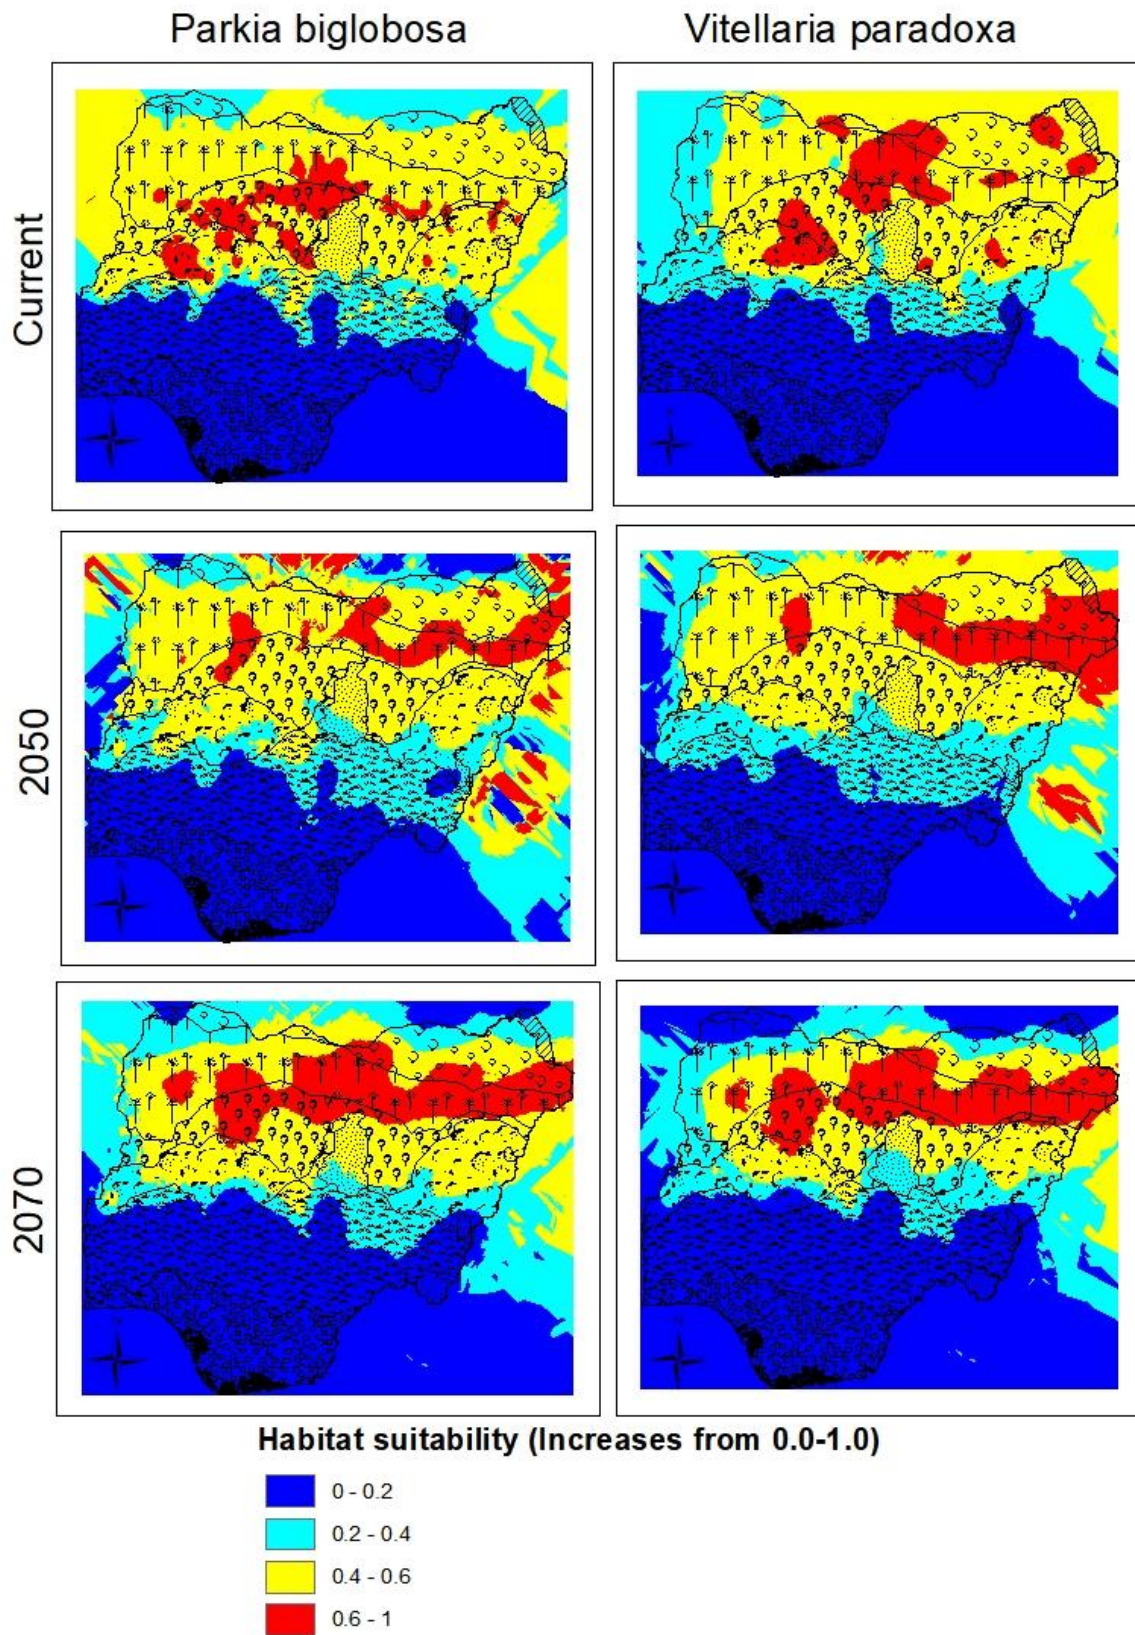 Parkia biglobosa
Vitellaria paradoxa
Current
2050
2070
Habitat suitability (Increases from 0.0-1.0)
0 - 0.2
0.2 - 0.4
0.4 - 0.6
0.6 - 1